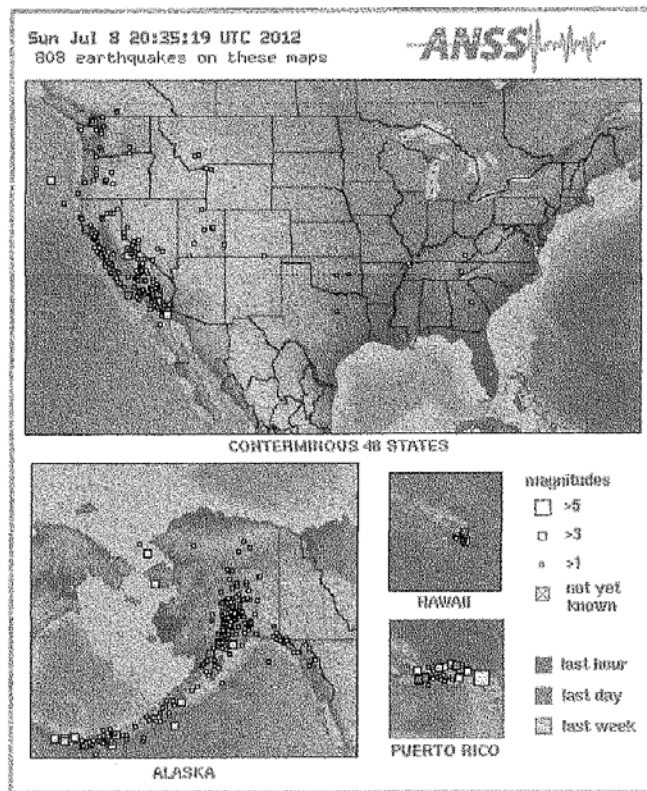 Sun Jul 8 20:35:19 UTC 2012
808 earthquakes on these maps
ANSS
CONTERMINOUS 48 STATES
magnitudes
>5
>3
>1
not yet
known
HAWAII
last hour
last day
last week
PUERTO RICO
ALASKA